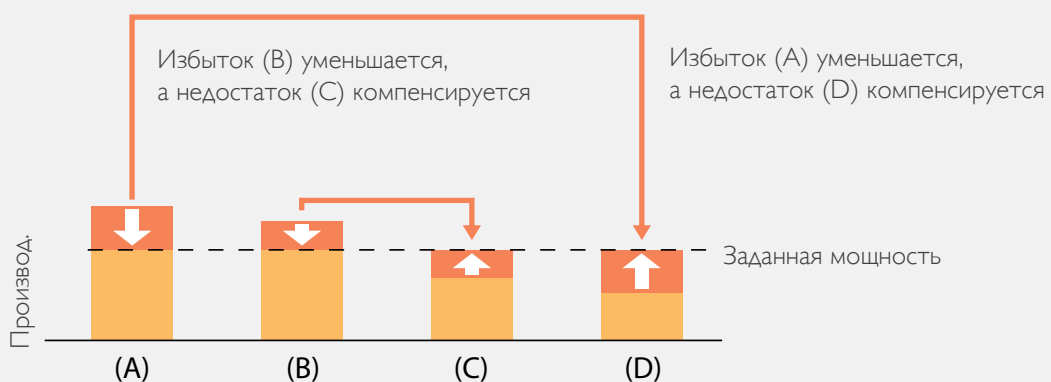 Избыток (B) уменьшается,
а недостаток (C) компенсируется
Избыток (A) уменьшается,
а недостаток (D) компенсируется
Производ.
Заданная мощность
(A)
(B)
(C)
(D)